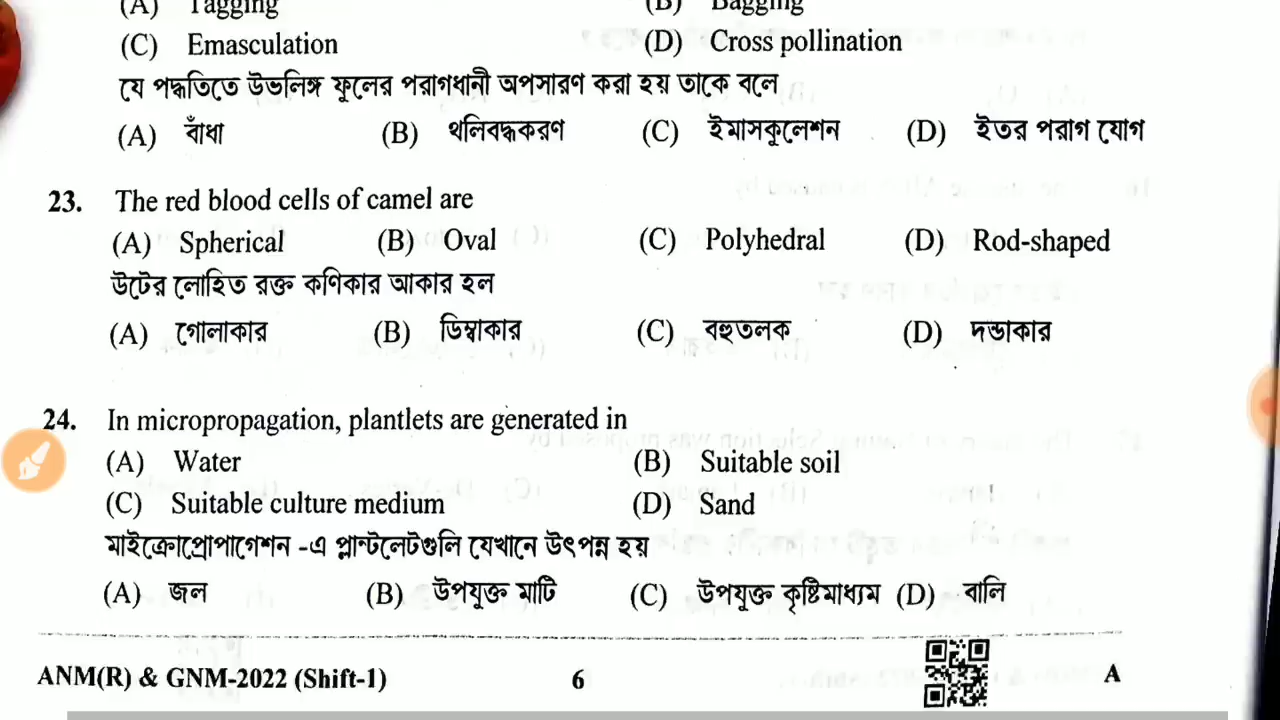 (A) Tagging (B) Bagging
(C) Emasculation (D) Cross pollination
যে পদ্ধতিতে উভলিঙ্গ ফুলের পরাগধানী অপসারণ করা হয় তাকে বলে
(A) বাঁধা (B) থলিবদ্ধকরণ (C) ইমাসকুলেশন (D) ইতর পরাগ যোগ
23. The red blood cells of camel are
(A) Spherical (B) Oval (C) Polyhedral (D) Rod-shaped
উটের লোহিত রক্ত কণিকার আকার হল
(A) গোলাকার (B) ডিম্বাকার (C) বহুতলক (D) দন্ডাকার
24. In micropropagation, plantlets are generated in
(A) Water (B) Suitable soil
(C) Suitable culture medium (D) Sand
মাইক্রোপ্রোপাগেশন -এ প্লান্টলেটগুলি যেখানে উৎপন্ন হয়
(A) জল (B) উপযুক্ত মাটি (C) উপযুক্ত কৃষ্টিমাধ্যম (D) বালি
ANM(R) & GNM-2022 (Shift-1) 6 A